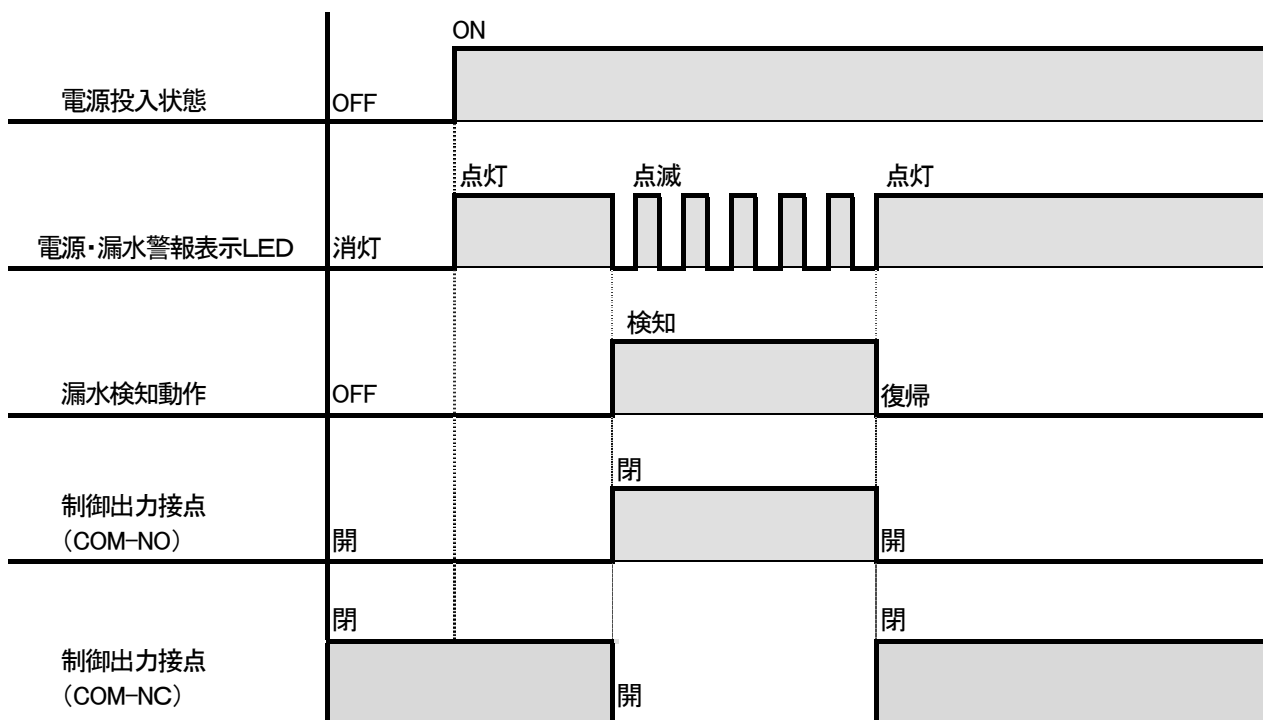 ON
電源投入状態
OFF
点灯
点滅
点灯
電源・漏水警報表示LED
消灯
検知
漏水検知動作
OFF
復帰
閉
制御出力接点
（COM-NO）
開
開
閉
閉
制御出力接点
（COM-NC）
開